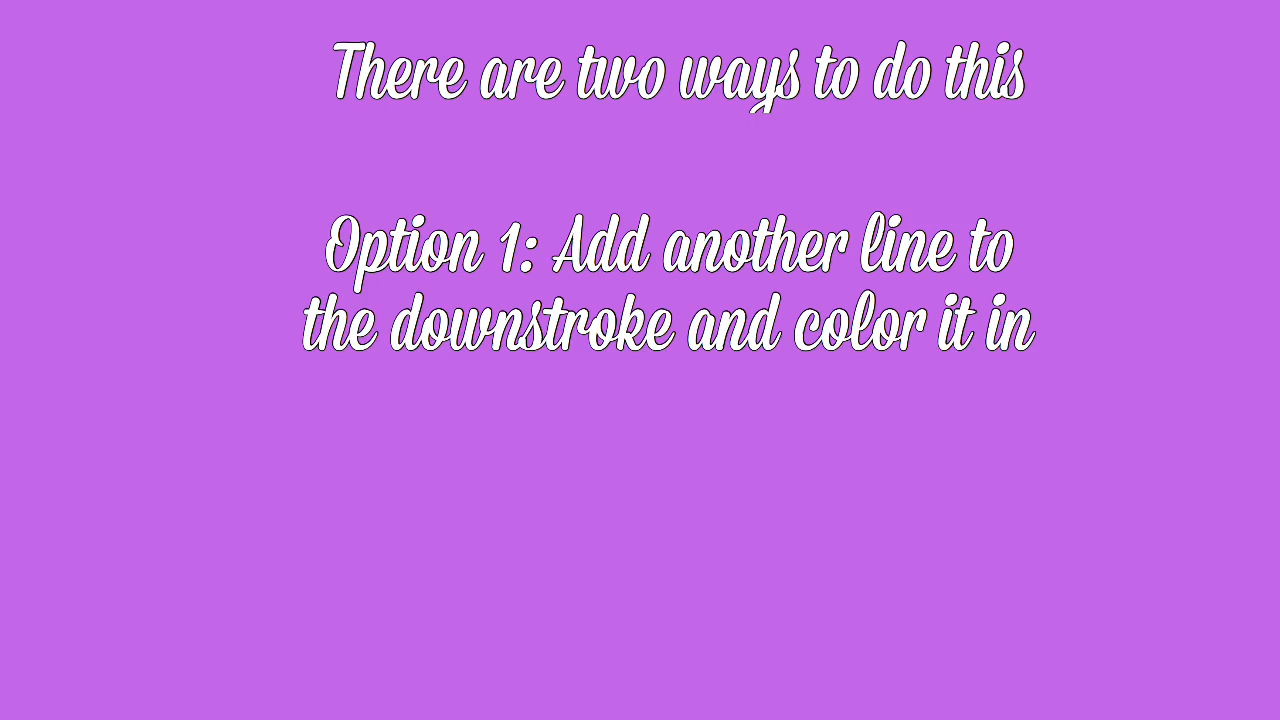 There are two ways to do this
Option 1: Add another line to
the downstroke and color it in